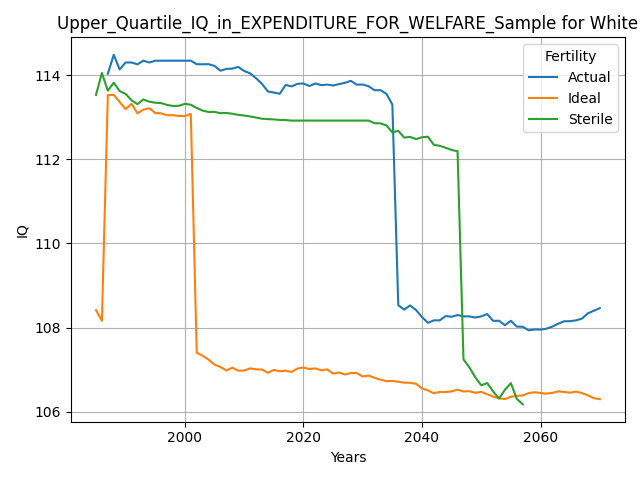 Upper_Quartile_IQ_in_EXPENDITURE_FOR_WELFARE_Sample for White
Fertility
Actual
Ideal
Sterile
114
112
110
108
106
IQ
2000
2020
2040
2060
Years